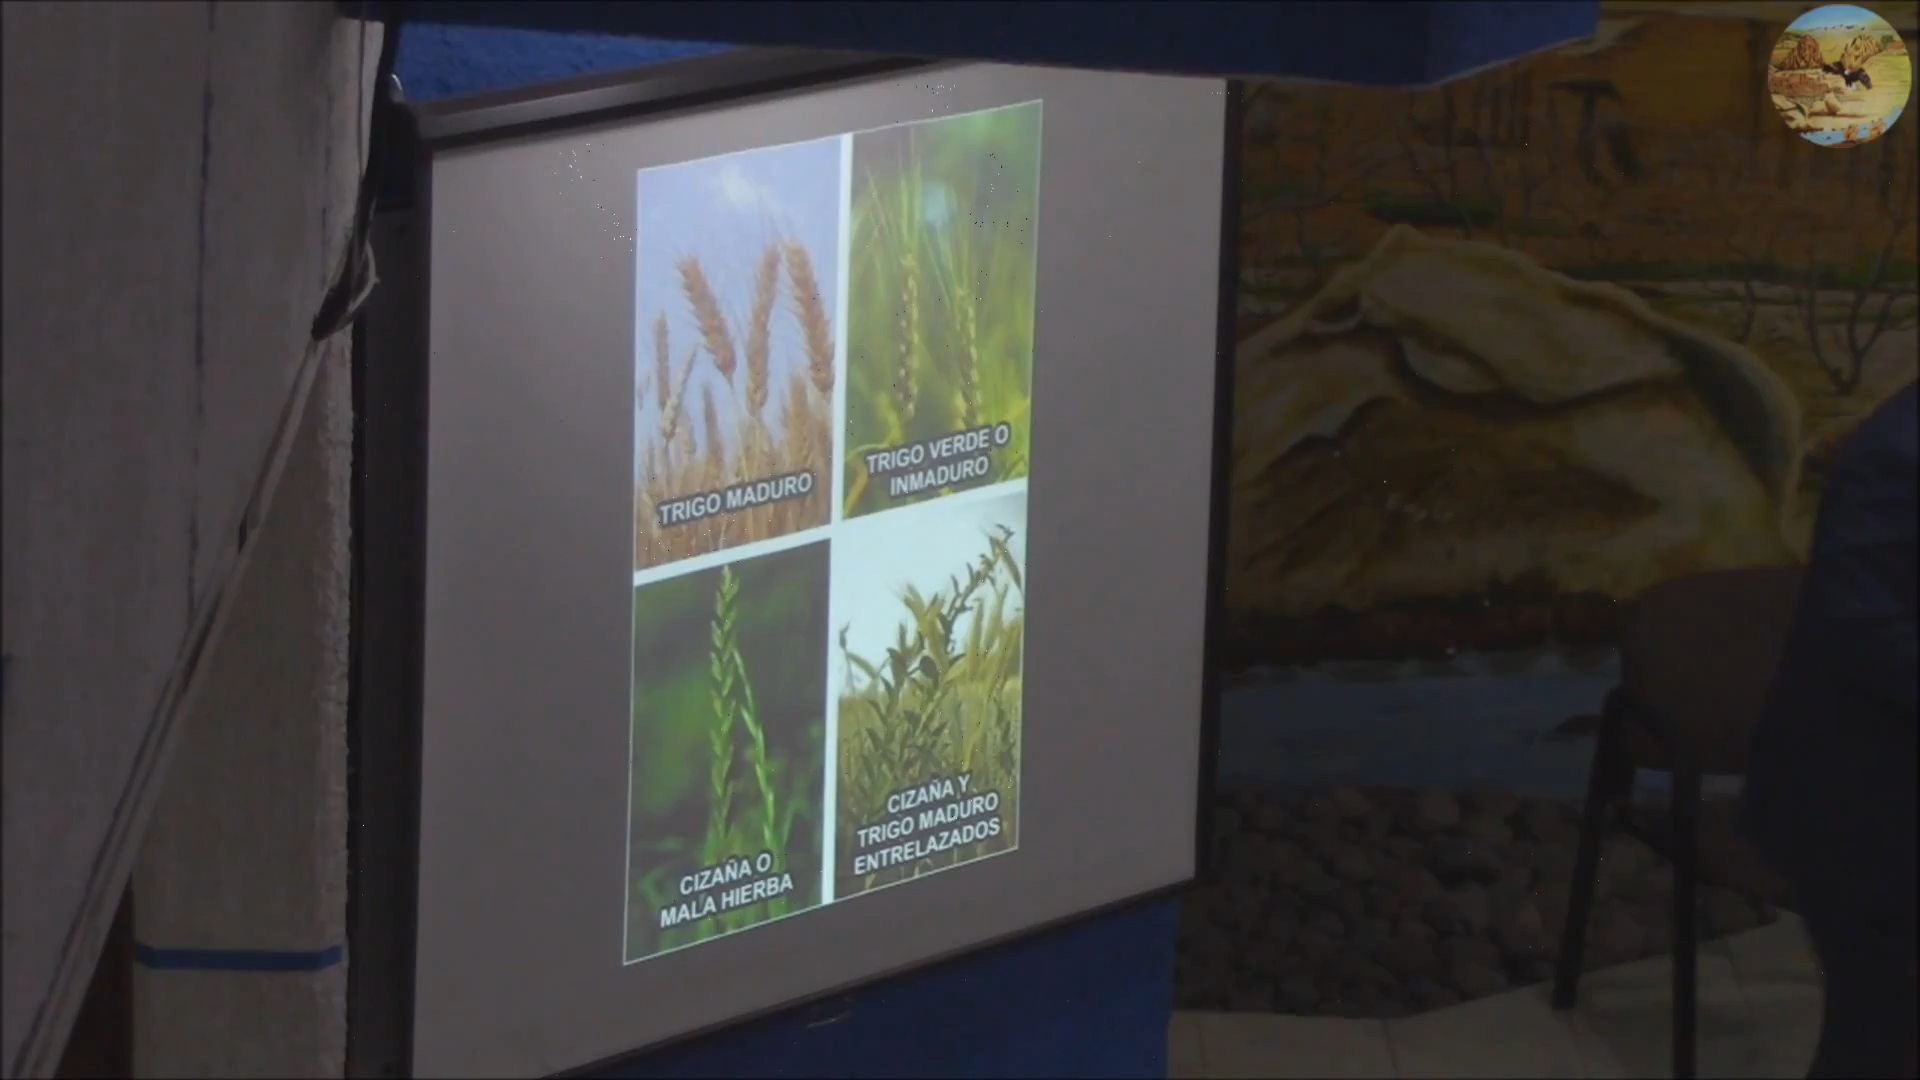 TRIGO MADURO
TRIGO VERDE O
INMADURO
CIZAÑA O
MALA HIERBA
CIZAÑA Y
TRIGO MADURO
ENTRELAZADOS